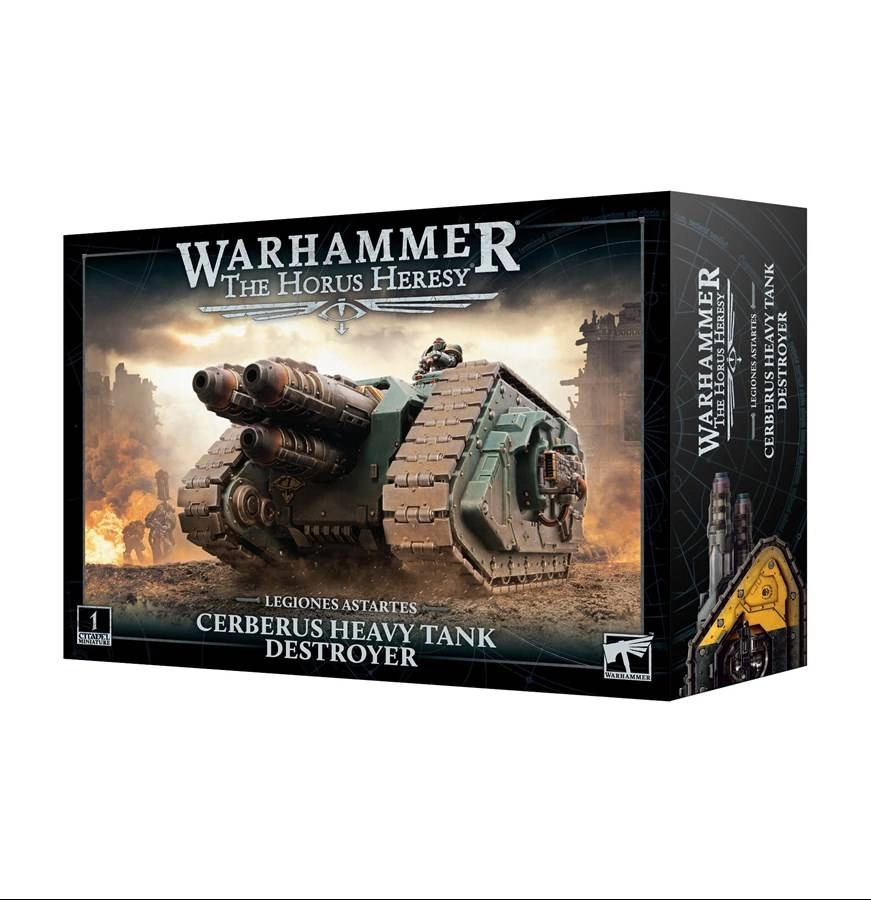 WARHAMMER®
THE HORUS HERESY®
LEGIONES ASTARTES
CERBERUS HEAVY TANK
DESTROYER
1
CITADEL
MINIATURE
WARHAMMER
WARHAMMER
THE HORUS HERESY
LEGIONES ASTARTES
CERBERUS HEAVY TANK
DESTROYER